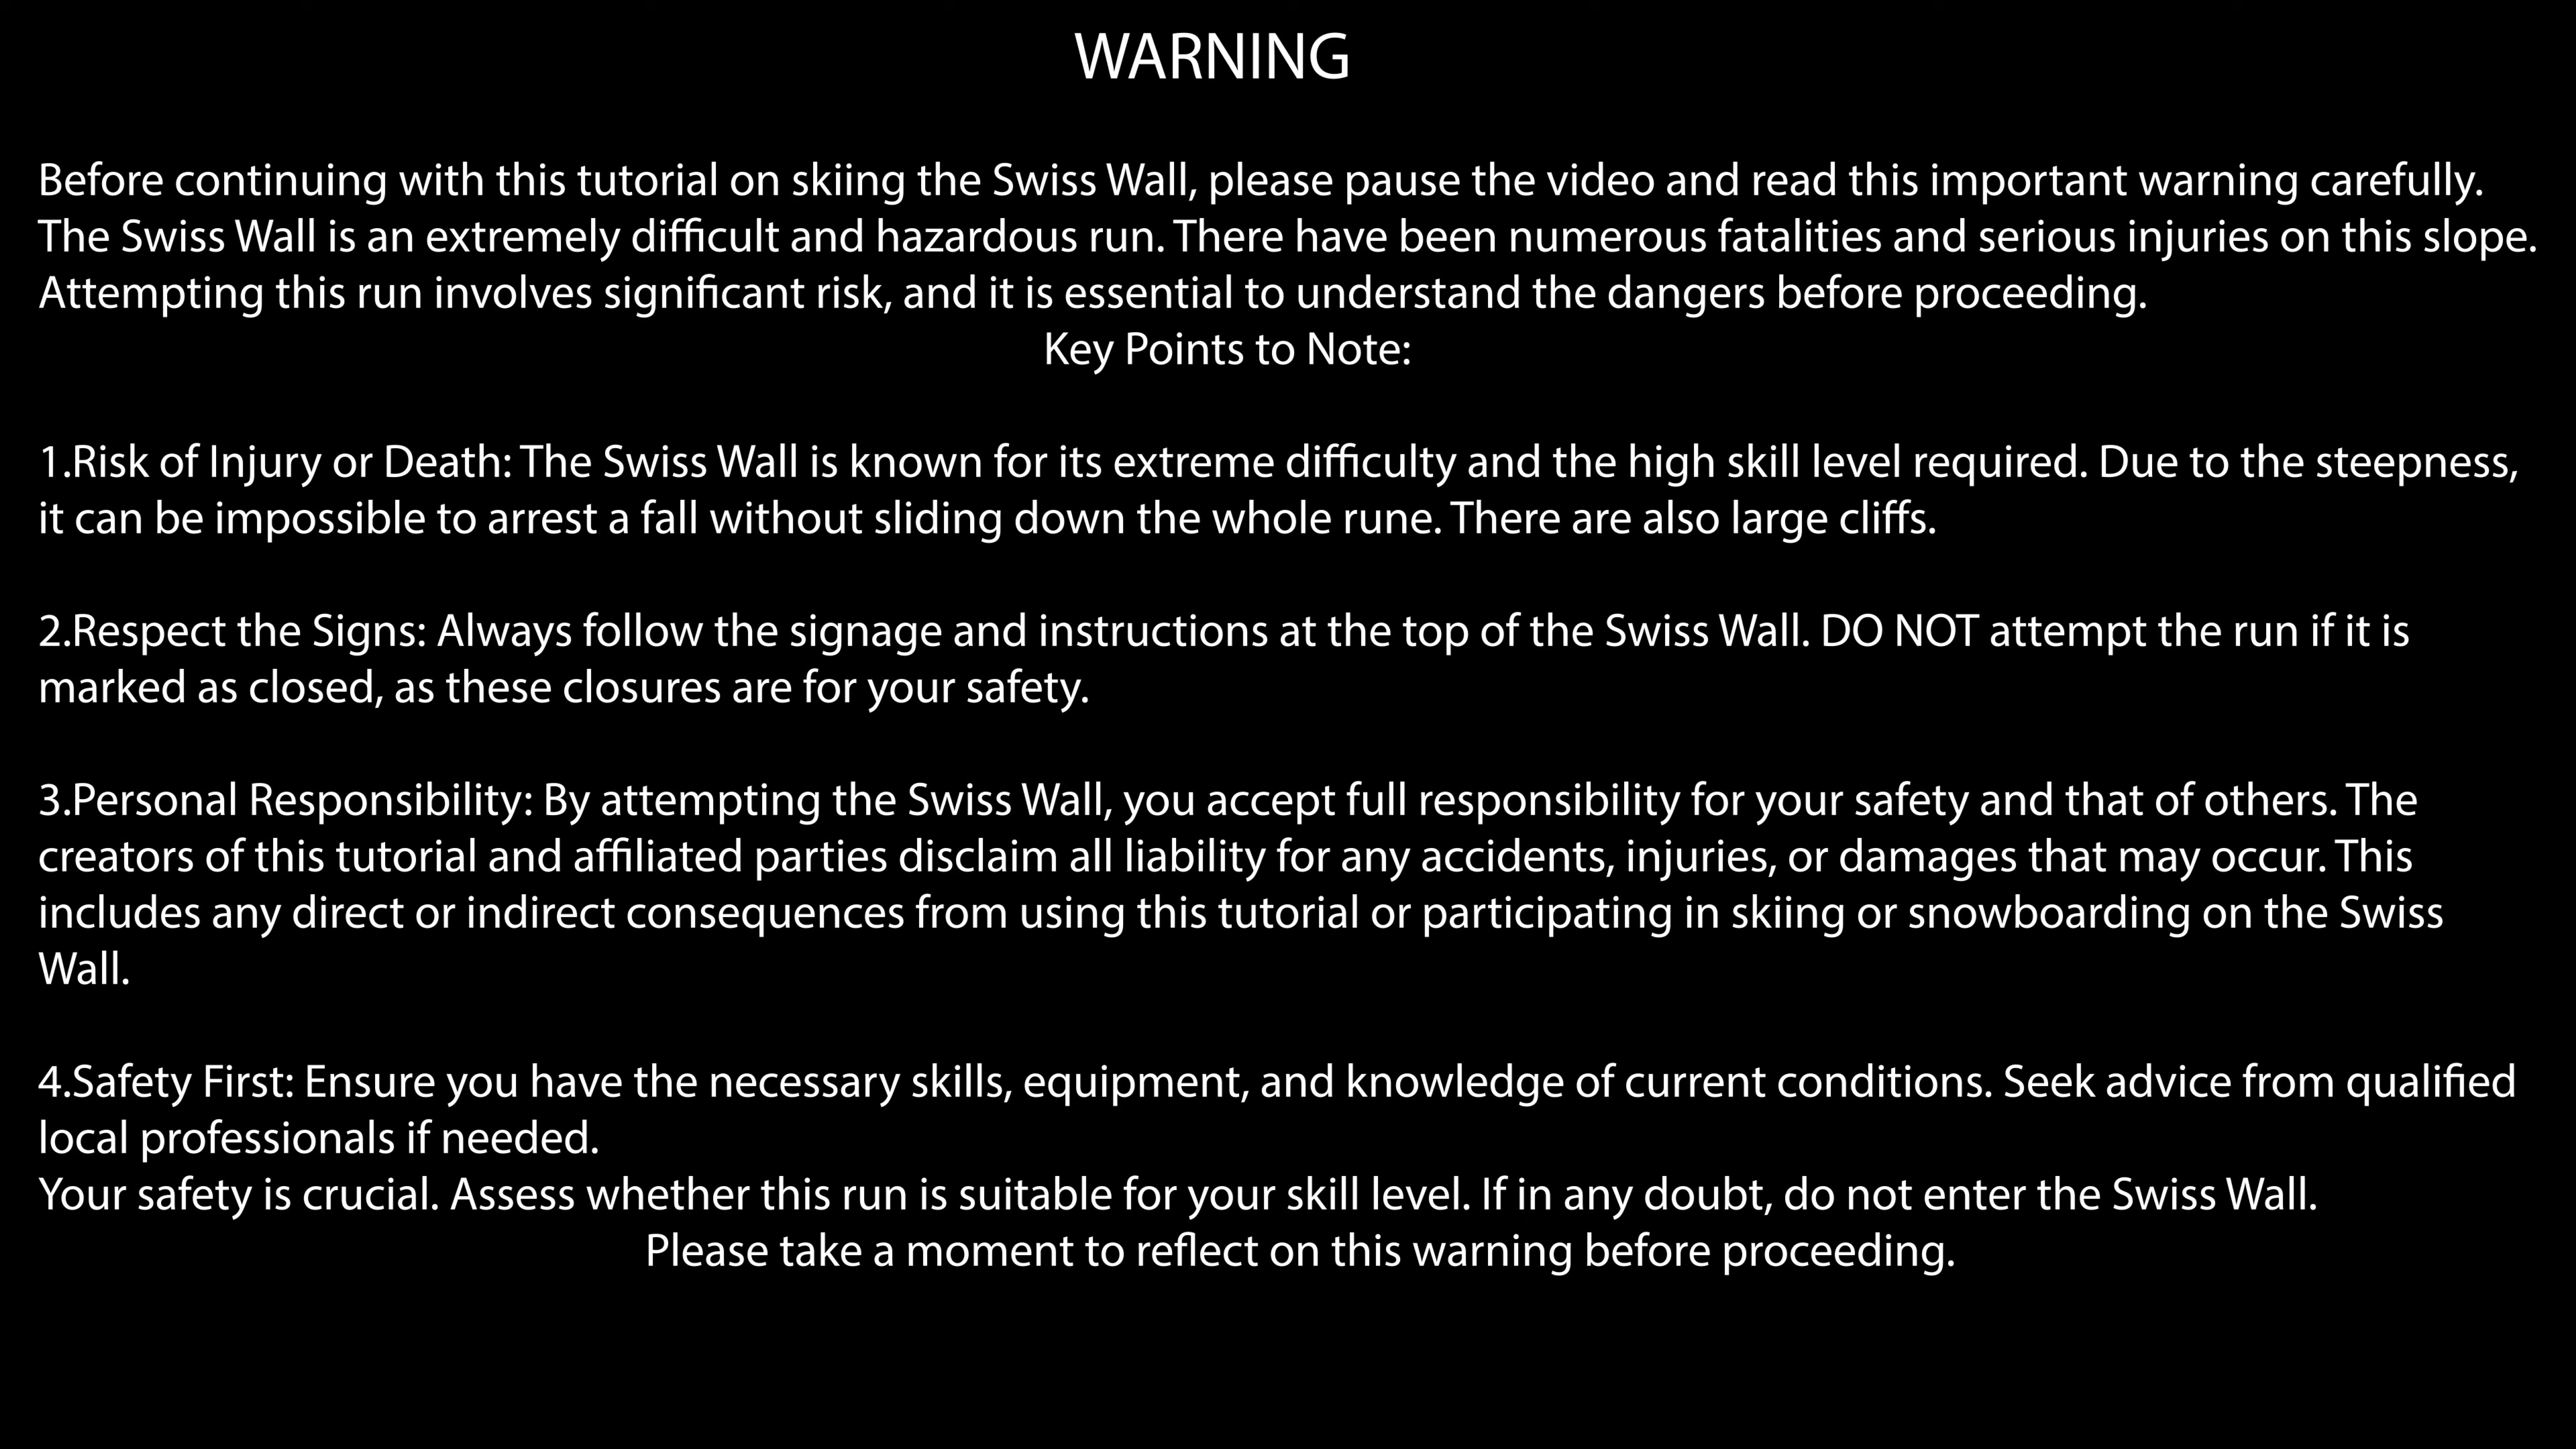 WARNING
Before continuing with this tutorial on skiing the Swiss Wall, please pause the video and read this important warning carefully.
The Swiss Wall is an extremely difficult and hazardous run. There have been numerous fatalities and serious injuries on this slope.
Attempting this run involves significant risk, and it is essential to understand the dangers before proceeding.
Key Points to Note:
1.Risk of Injury or Death: The Swiss Wall is known for its extreme difficulty and the high skill level required. Due to the steepness,
it can be impossible to arrest a fall without sliding down the whole rune. There are also large cliffs.
2.Respect the Signs: Always follow the signage and instructions at the top of the Swiss Wall. DO NOT attempt the run if it is
marked as closed, as these closures are for your safety.
3.Personal Responsibility: By attempting the Swiss Wall, you accept full responsibility for your safety and that of others. The
creators of this tutorial and affiliated parties disclaim all liability for any accidents, injuries, or damages that may occur. This
includes any direct or indirect consequences from using this tutorial or participating in skiing or snowboarding on the Swiss
Wall.
4.Safety First: Ensure you have the necessary skills, equipment, and knowledge of current conditions. Seek advice from qualified
local professionals if needed.
Your safety is crucial. Assess whether this run is suitable for your skill level. If in any doubt, do not enter the Swiss Wall.
Please take a moment to reflect on this warning before proceeding.